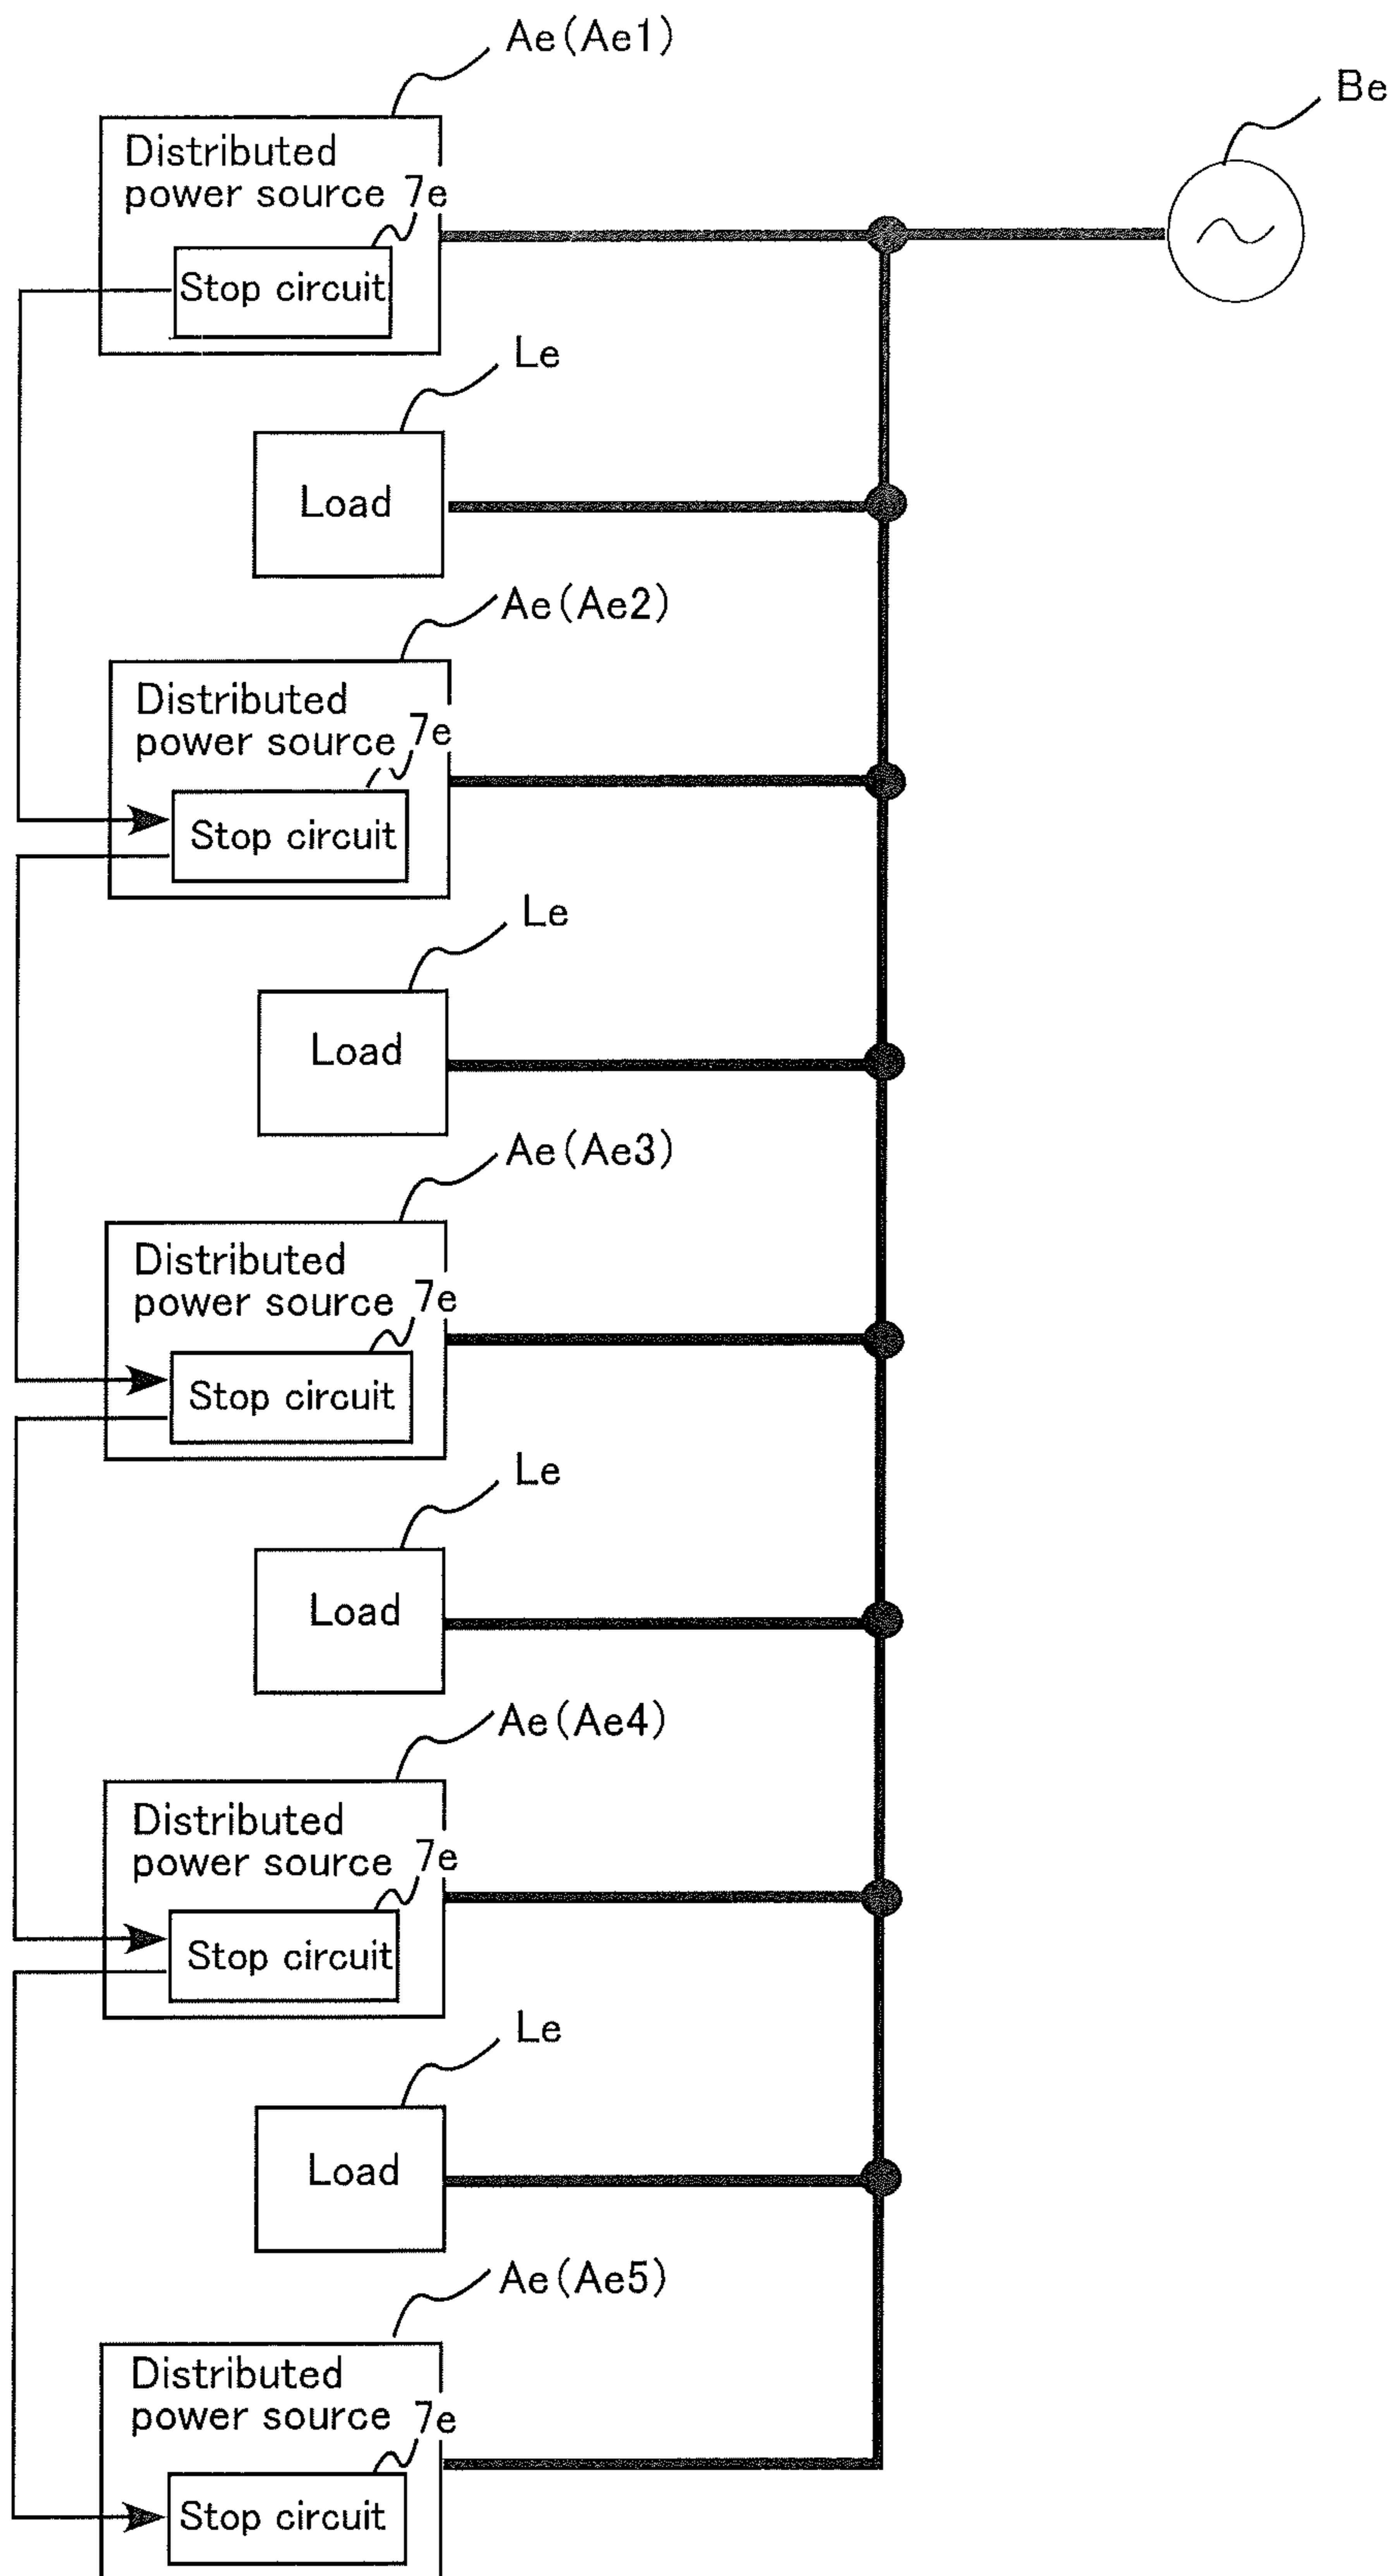 Ae(Ae1)
Be
Distributed
power source 7e
Stop circuit
Le
Load
Ae(Ae2)
Distributed
power source 7e
Stop circuit
Le
Load
Ae(Ae3)
Distributed
power source 7e
Stop circuit
Le
Load
Ae(Ae4)
Distributed
power source 7e
Stop circuit
Le
Load
Ae(Ae5)
Distributed
power source 7e
Stop circuit